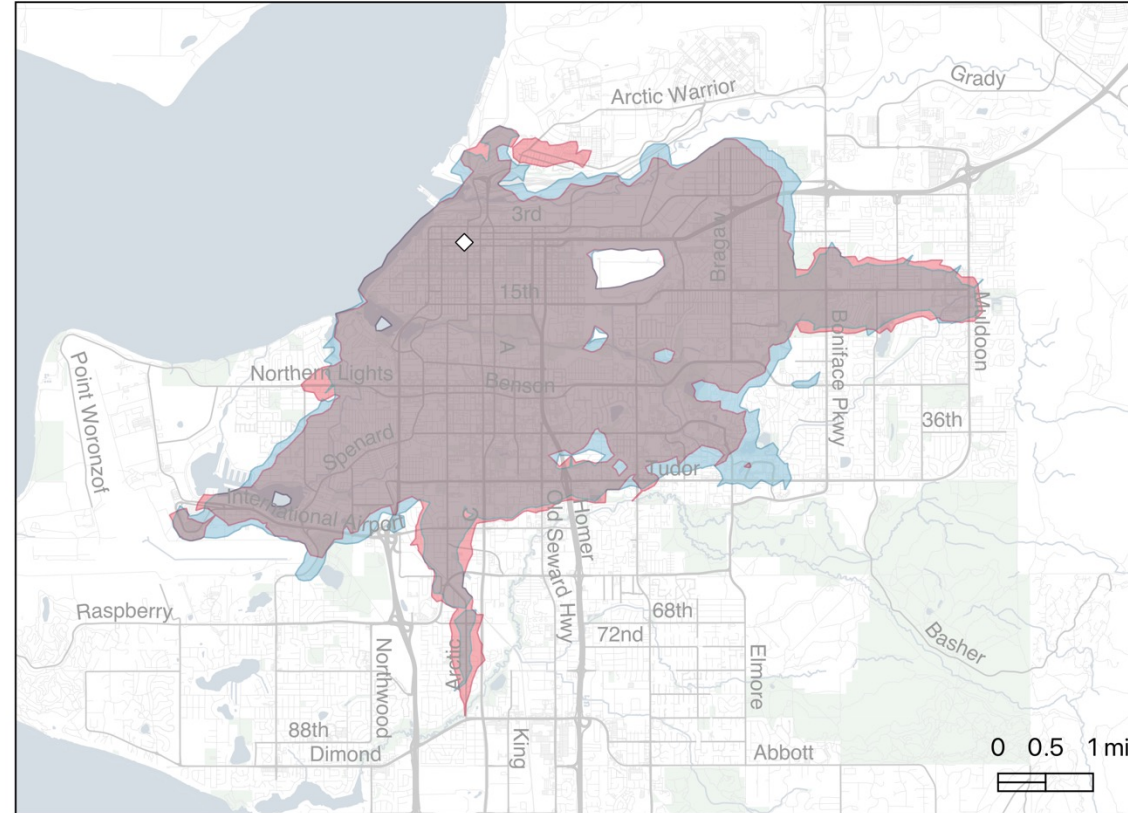 Grady
Arctic Warrior
3rd
Bragaw
15th
Muldoon
A
Boniface Pkwy
Point Woronzof
Northern Lights
Benson
36th
Spenard
Tudor
International Airport
C
Old Seward Hwy
Homer
Raspberry
68th
72nd
Basher
Arctic
Northwood
Elmore
88th
Dimond
King
Abbott
0 0.5 1 mi